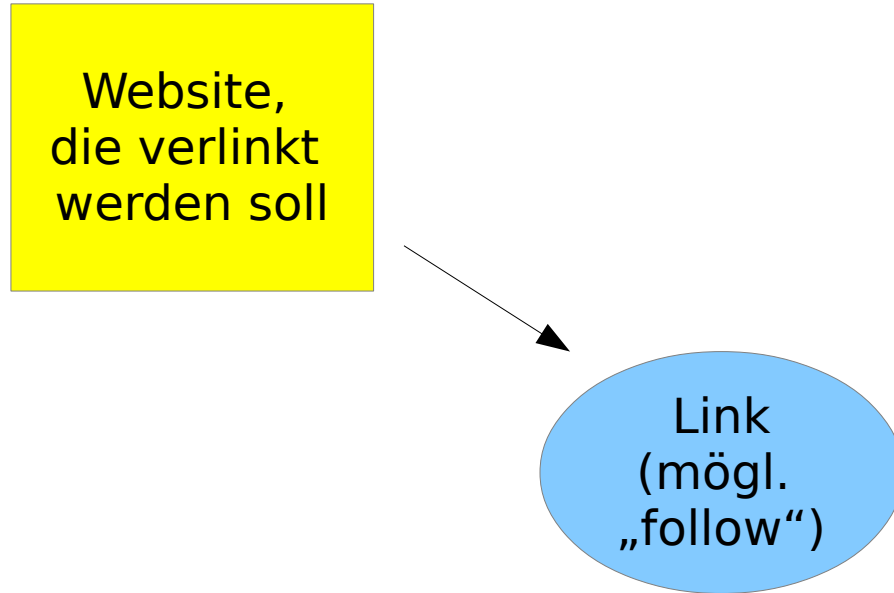 Website,
die verlinkt
werden soll
Link
(mögl.
„follow“)